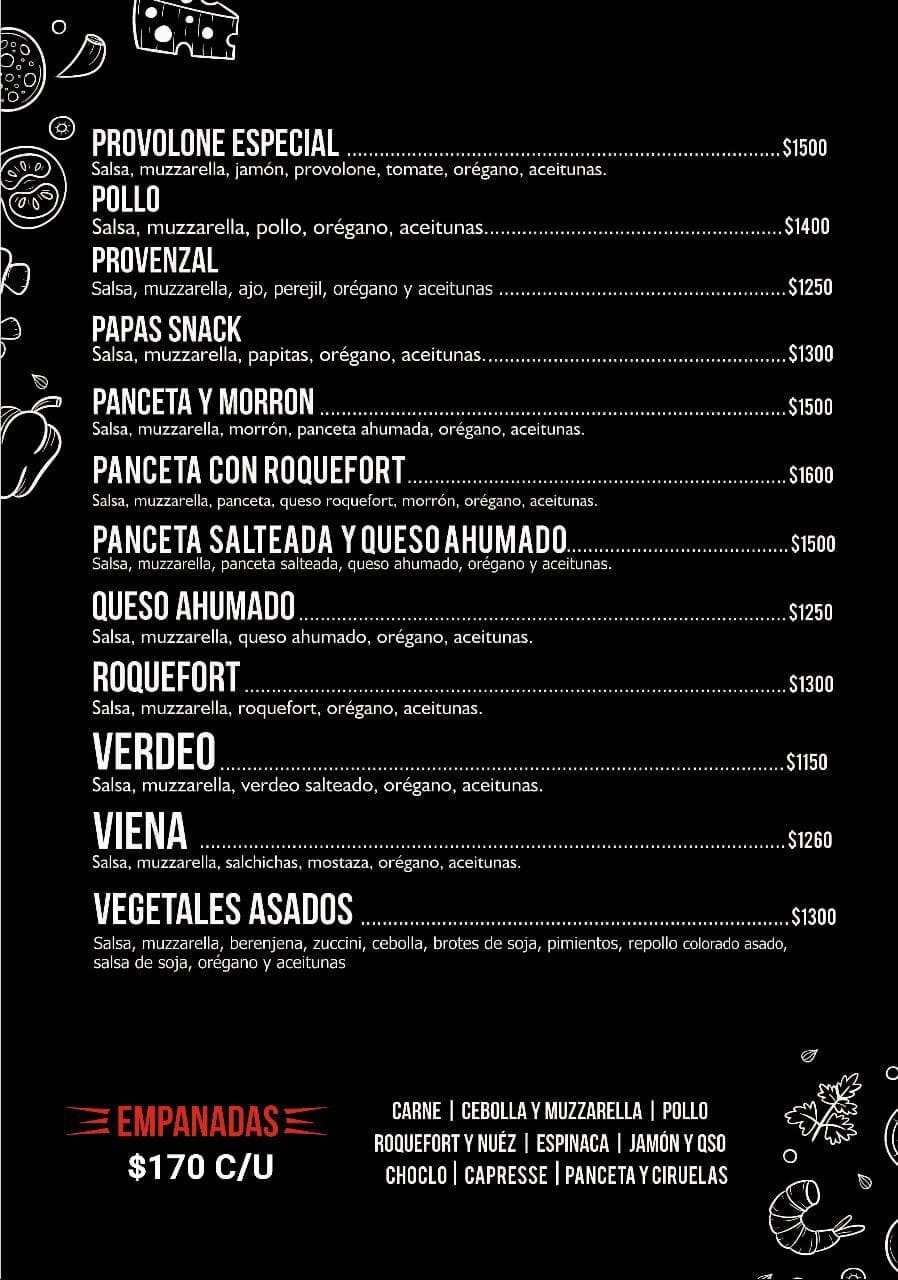 PROVOLONE ESPECIAL ........ $1500
Salsa, muzzarella, jamón, provolone, tomate, orégano, aceitunas.
POLLO
Salsa, muzzarella, pollo, orégano, aceitunas........ $1400
PROVENZAL
Salsa, muzzarella, ajo, perejil, orégano y aceitunas ........ $1250
PAPAS SNACK
Salsa, muzzarella, papitas, orégano, aceitunas........ $1300
PANCETA Y MORRON ........ $1500
Salsa, muzzarella, morrón, panceta ahumada, orégano, aceitunas.
PANCETA CON ROQUEFORT ........ $1600
Salsa, muzzarella, panceta, queso roquefort, morrón, orégano, aceitunas.
PANCETA SALTEADA Y QUESO AHUMADO ........ $1500
Salsa, muzzarella, panceta salteada, queso ahumado, orégano y aceitunas.
QUESO AHUMADO ........ $1250
Salsa, muzzarella, queso ahumado, orégano, aceitunas.
ROQUEFORT ........ $1300
Salsa, muzzarella, roquefort, orégano, aceitunas.
VERDEO ........ $1150
Salsa, muzzarella, verdeo salteado, orégano, aceitunas.
VIENA ........ $1260
Salsa, muzzarella, salchichas, mostaza, orégano, aceitunas.
VEGETALES ASADOS ........ $1300
Salsa, muzzarella, berenjena, zuccini, cebolla, brotes de soja, pimientos, repollo colorado asado,
salsa de soja, orégano y aceitunas
EMPANADAS
$170 C/U
CARNE | CEBOLLA Y MUZZARELLA | POLLO
ROQUEFORT Y NUÉZ | ESPINACA | JAMÓN Y QSO
CHOCLO | CAPRESSE | PANCETA Y CIRUELAS